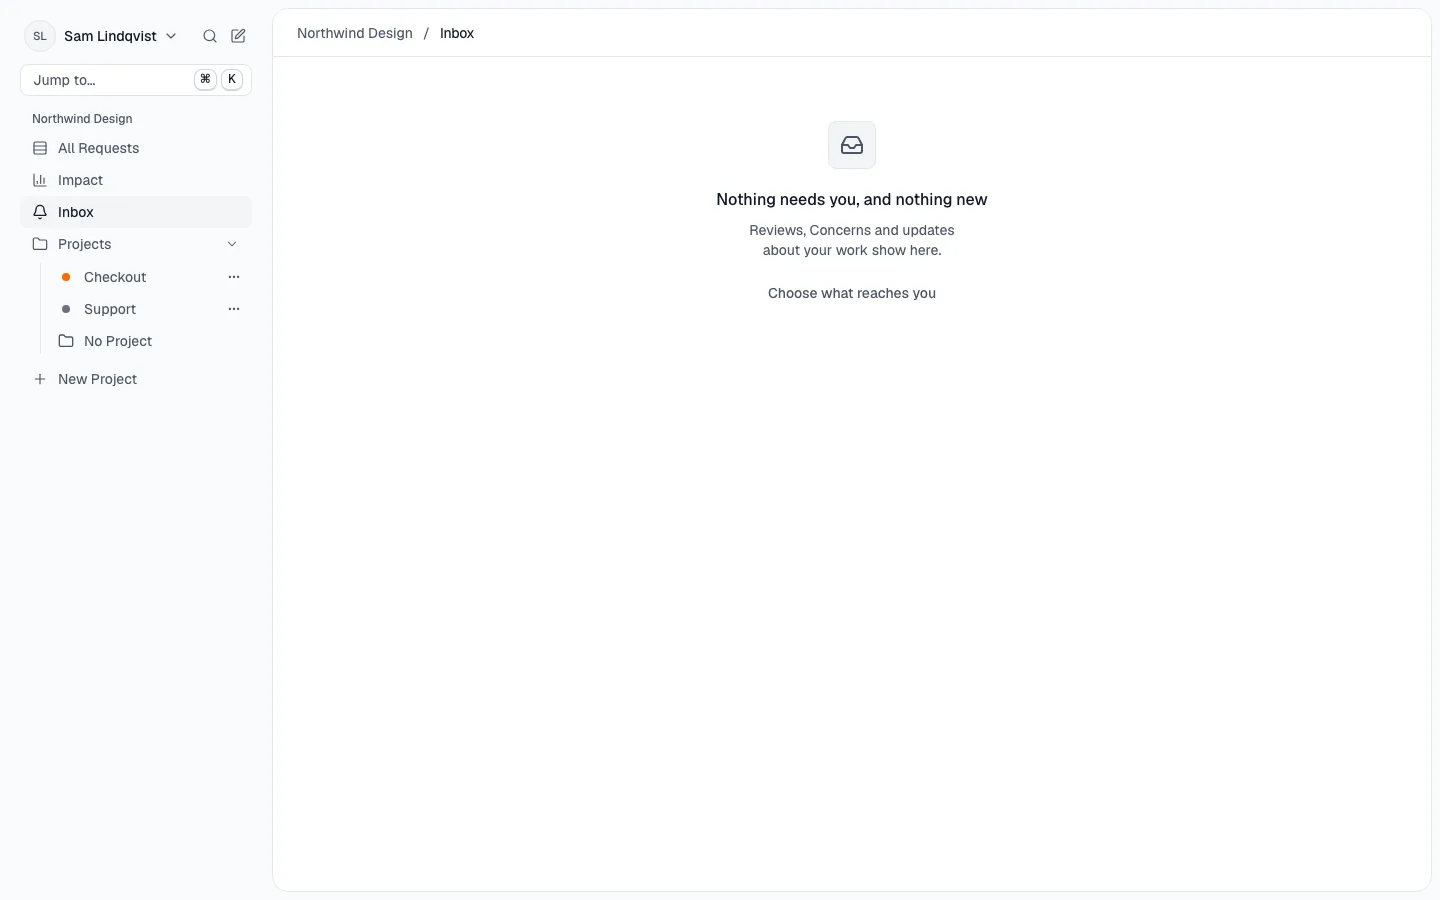 SL
Sam Lindqvist
Jump to...
⌘ K
Northwind Design
All Requests
Impact
Inbox
Projects
Checkout
Support
No Project
New Project
Northwind Design / Inbox
Nothing needs you, and nothing new
Reviews, Concerns and updates
about your work show here.
Choose what reaches you